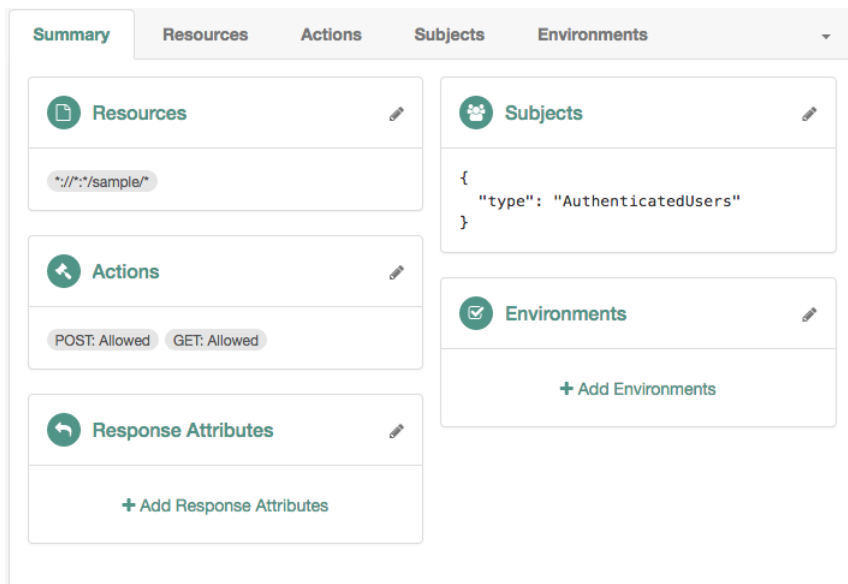 Summary Resources Actions Subjects Environments
Resources
*://*:*/sample/*
Actions
POST: Allowed GET: Allowed
Response Attributes
+ Add Response Attributes
Subjects
{
"type": "AuthenticatedUsers"
}
Environments
+ Add Environments